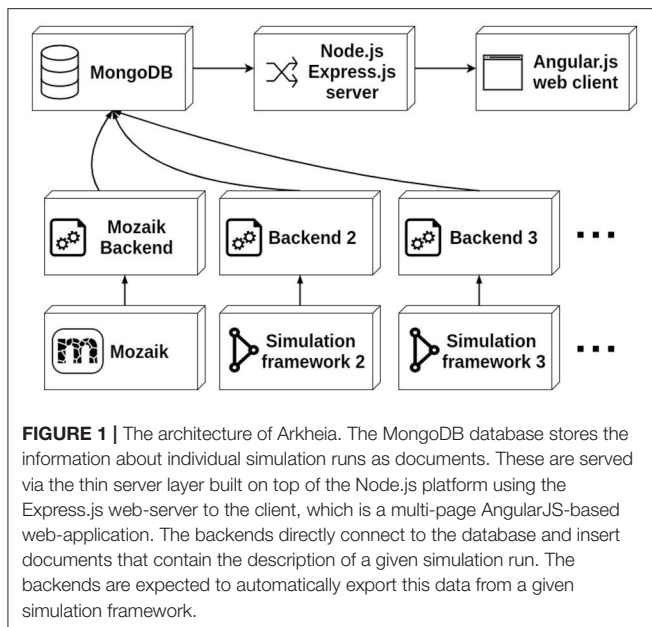 MongoDB
Node.js
Express.js
server
Angular.js
web client
Mozaik
Backend
Backend 2
Backend 3
...
Mozaik
Simulation
framework 2
Simulation
framework 3
...
FIGURE 1 | The architecture of Arkheia. The MongoDB database stores the
information about individual simulation runs as documents. These are served
via the thin server layer built on top of the Node.js platform using the
Express.js web-server to the client, which is a multi-page AngularJS-based
web-application. The backends directly connect to the database and insert
documents that contain the description of a given simulation run. The
backends are expected to automatically export this data from a given
simulation framework.